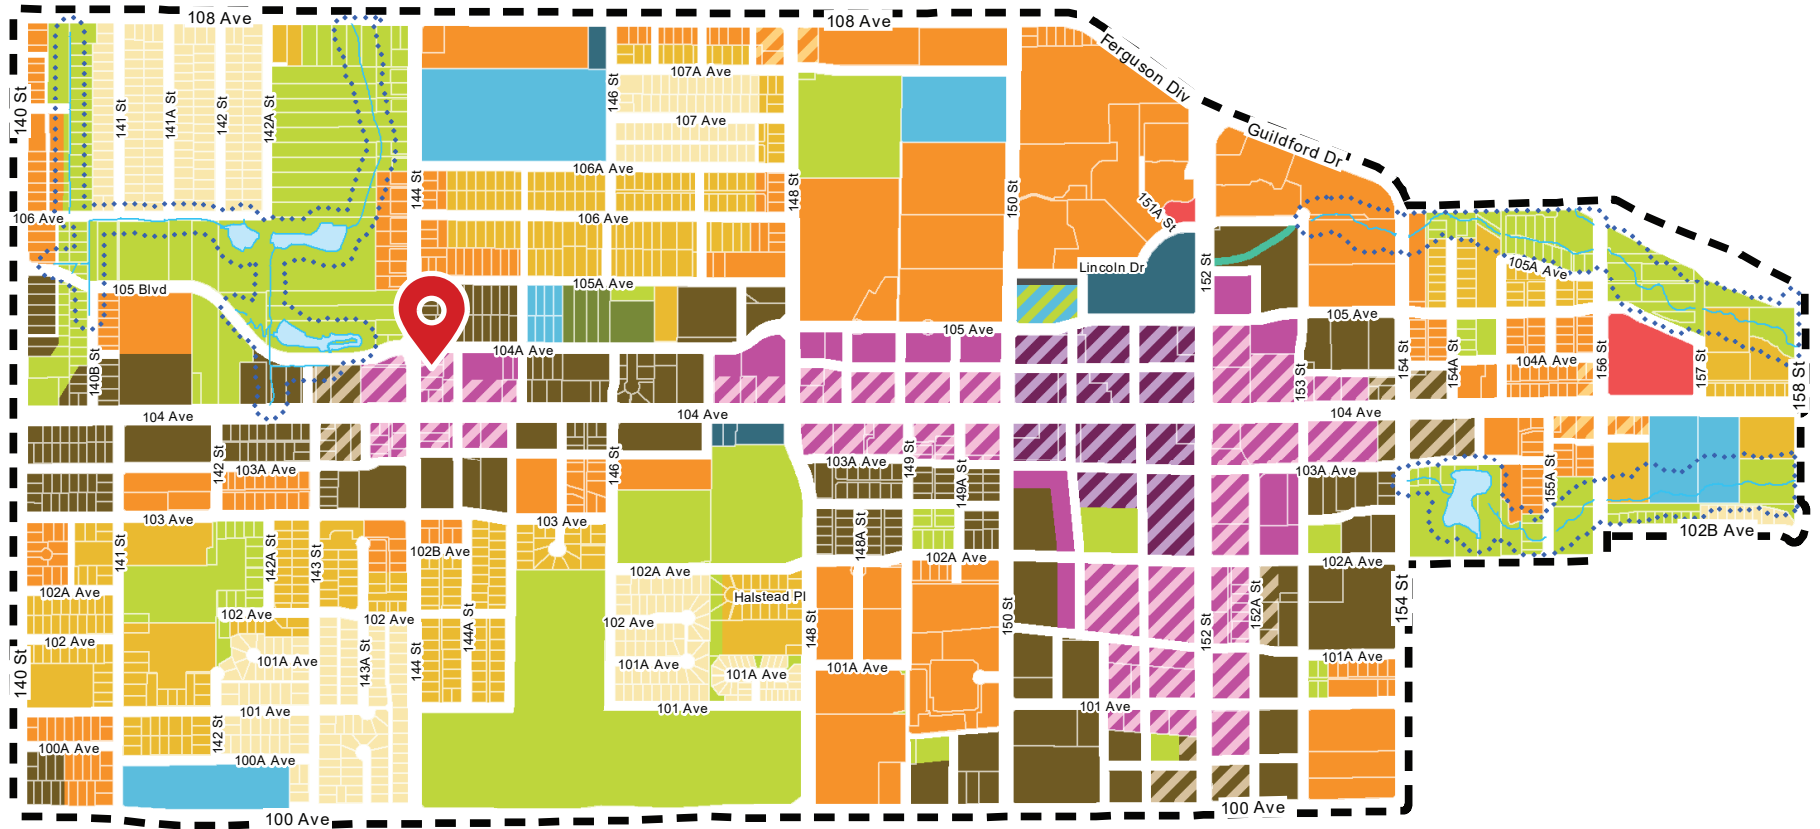 108 Ave
108 Ave
Ferguson Div
Guildford Dr
140 St
141 St
141A St
142 St
142A St
146 St
107A Ave
107 Ave
106A Ave
144 St
148 St
150 St
151A St
106 Ave
106 Ave
105A Ave
Lincoln Dr
152 St
105A Ave
105 Blvd
105 Ave
105 Ave
104A Ave
104A Ave
140B St
153 St
154 St
154A St
156 St
157 St
158 St
104 Ave
104 Ave
104 Ave
142 St
103A Ave
146 St
103A Ave
149 St
149A St
103A Ave
155A St
103 Ave
103 Ave
141 St
142A St
143 St
102B Ave
148A St
102A Ave
102A Ave
102A Ave
102B Ave
102A Ave
Halstead Pl
102 Ave
102 Ave
102 Ave
102 Ave
144 St
144A St
148 St
150 St
152 St
152A St
154 St
140 St
101A Ave
143A St
101A Ave
101A Ave
101A Ave
101A Ave
101 Ave
101 Ave
101 Ave
142 St
100A Ave
100A Ave
100 Ave
100 Ave